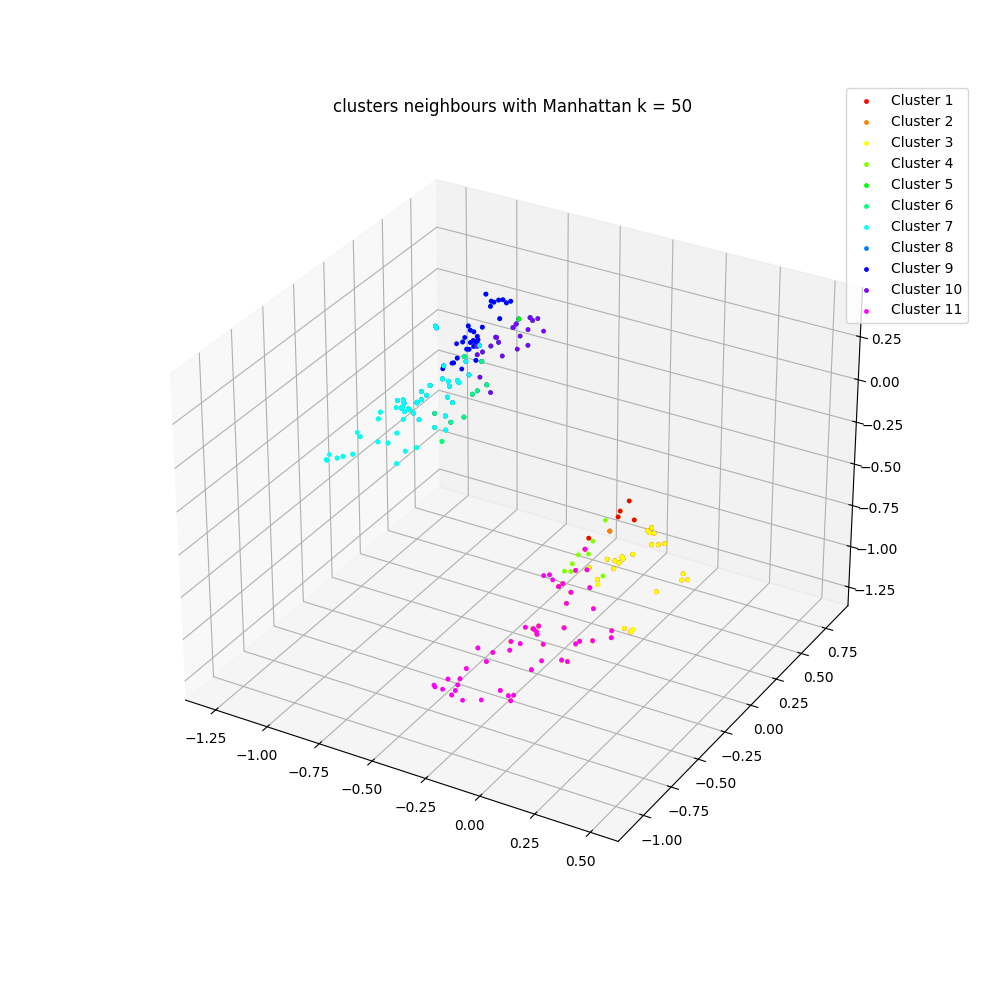 clusters neighbours with Manhattan k = 50
Cluster 1
Cluster 2
Cluster 3
Cluster 4
Cluster 5
Cluster 6
Cluster 7
Cluster 8
Cluster 9
Cluster 10
Cluster 11
0.25
0.00
−0.25
−0.50
−0.75
−1.00
−1.25
0.75
0.50
0.25
0.00
−0.25
−0.50
−0.75
−1.00
−1.25
−1.00
−0.75
−0.50
−0.25
0.00
0.25
0.50